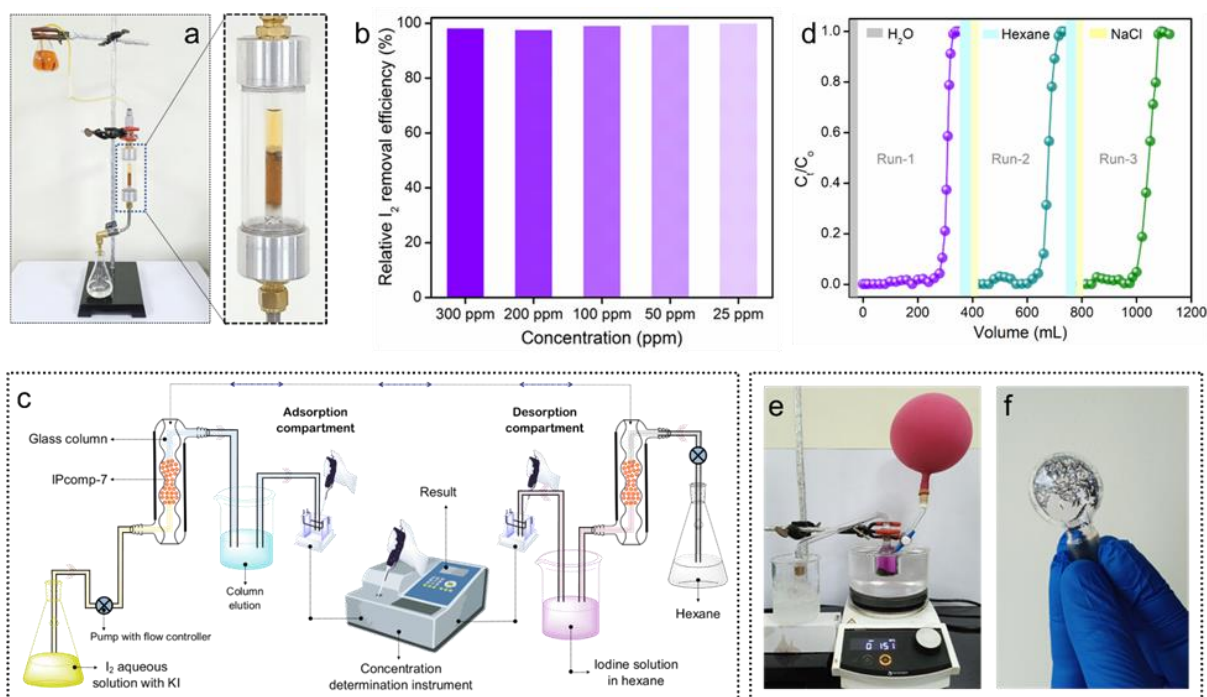 a
b
Relative I₂ removal efficiency (%)
100
80
60
40
20
0
300 ppm 200 ppm 100 ppm 50 ppm 25 ppm
Concentration (ppm)
d
H₂O Hexane NaCl
Cₜ/Cₒ
1.0
0.8
0.6
0.4
0.2
0.0
Run-1 Run-2 Run-3
0 200 400 600 800 1000 1200
Volume (mL)
c
Adsorption
compartment
Desorption
compartment
Glass column
IPcomp-7
Result
Column
elution
Hexane
Pump with flow controller
I₂ aqueous
solution with KI
Concentration
determination instrument
Iodine solution
in hexane
e
f